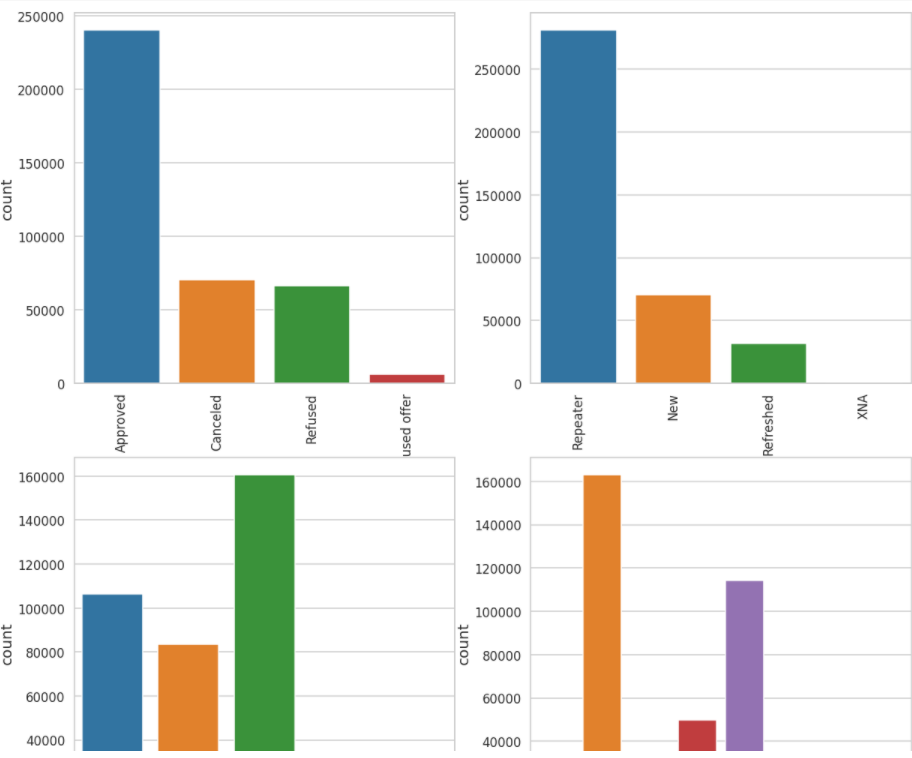 250000
200000
150000
100000
50000
0
count
Approved
Canceled
Refused
used offer
250000
200000
150000
100000
50000
0
count
Repeater
New
Refreshed
XNA
160000
140000
120000
100000
80000
60000
40000
count
160000
140000
120000
100000
80000
60000
40000
count